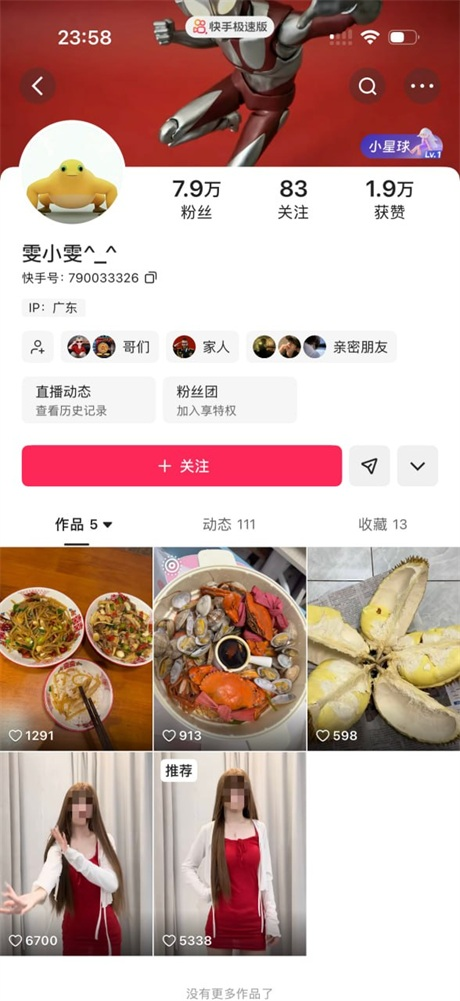 23:58
快手极速版
小星球
Lv.1
7.9万
83
1.9万
粉丝
关注
获赞
雯小雯^_^
快手号: 790033326
IP: 广东
哥们
家人
亲密朋友
直播动态
查看历史记录
粉丝团
加入享特权
+ 关注
作品 5
动态 111
收藏 13
1291
913
598
推荐
6700
5338
没有更多作品了